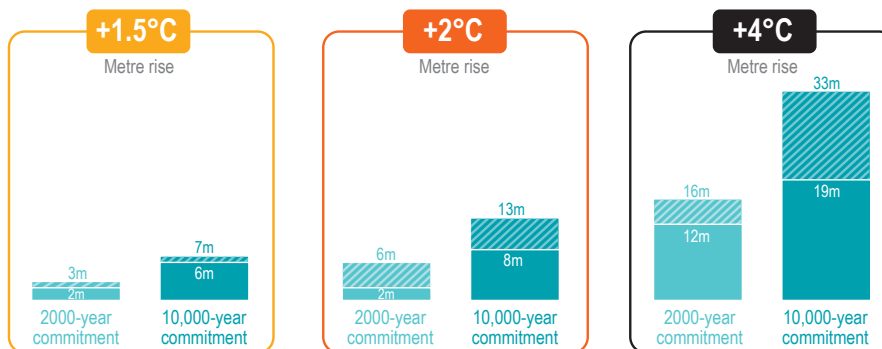 +1.5°C
Metre rise
3m
2m
7m
6m
2000-year
commitment
10,000-year
commitment
+2°C
Metre rise
6m
2m
13m
8m
2000-year
commitment
10,000-year
commitment
+4°C
Metre rise
16m
12m
33m
19m
2000-year
commitment
10,000-year
commitment